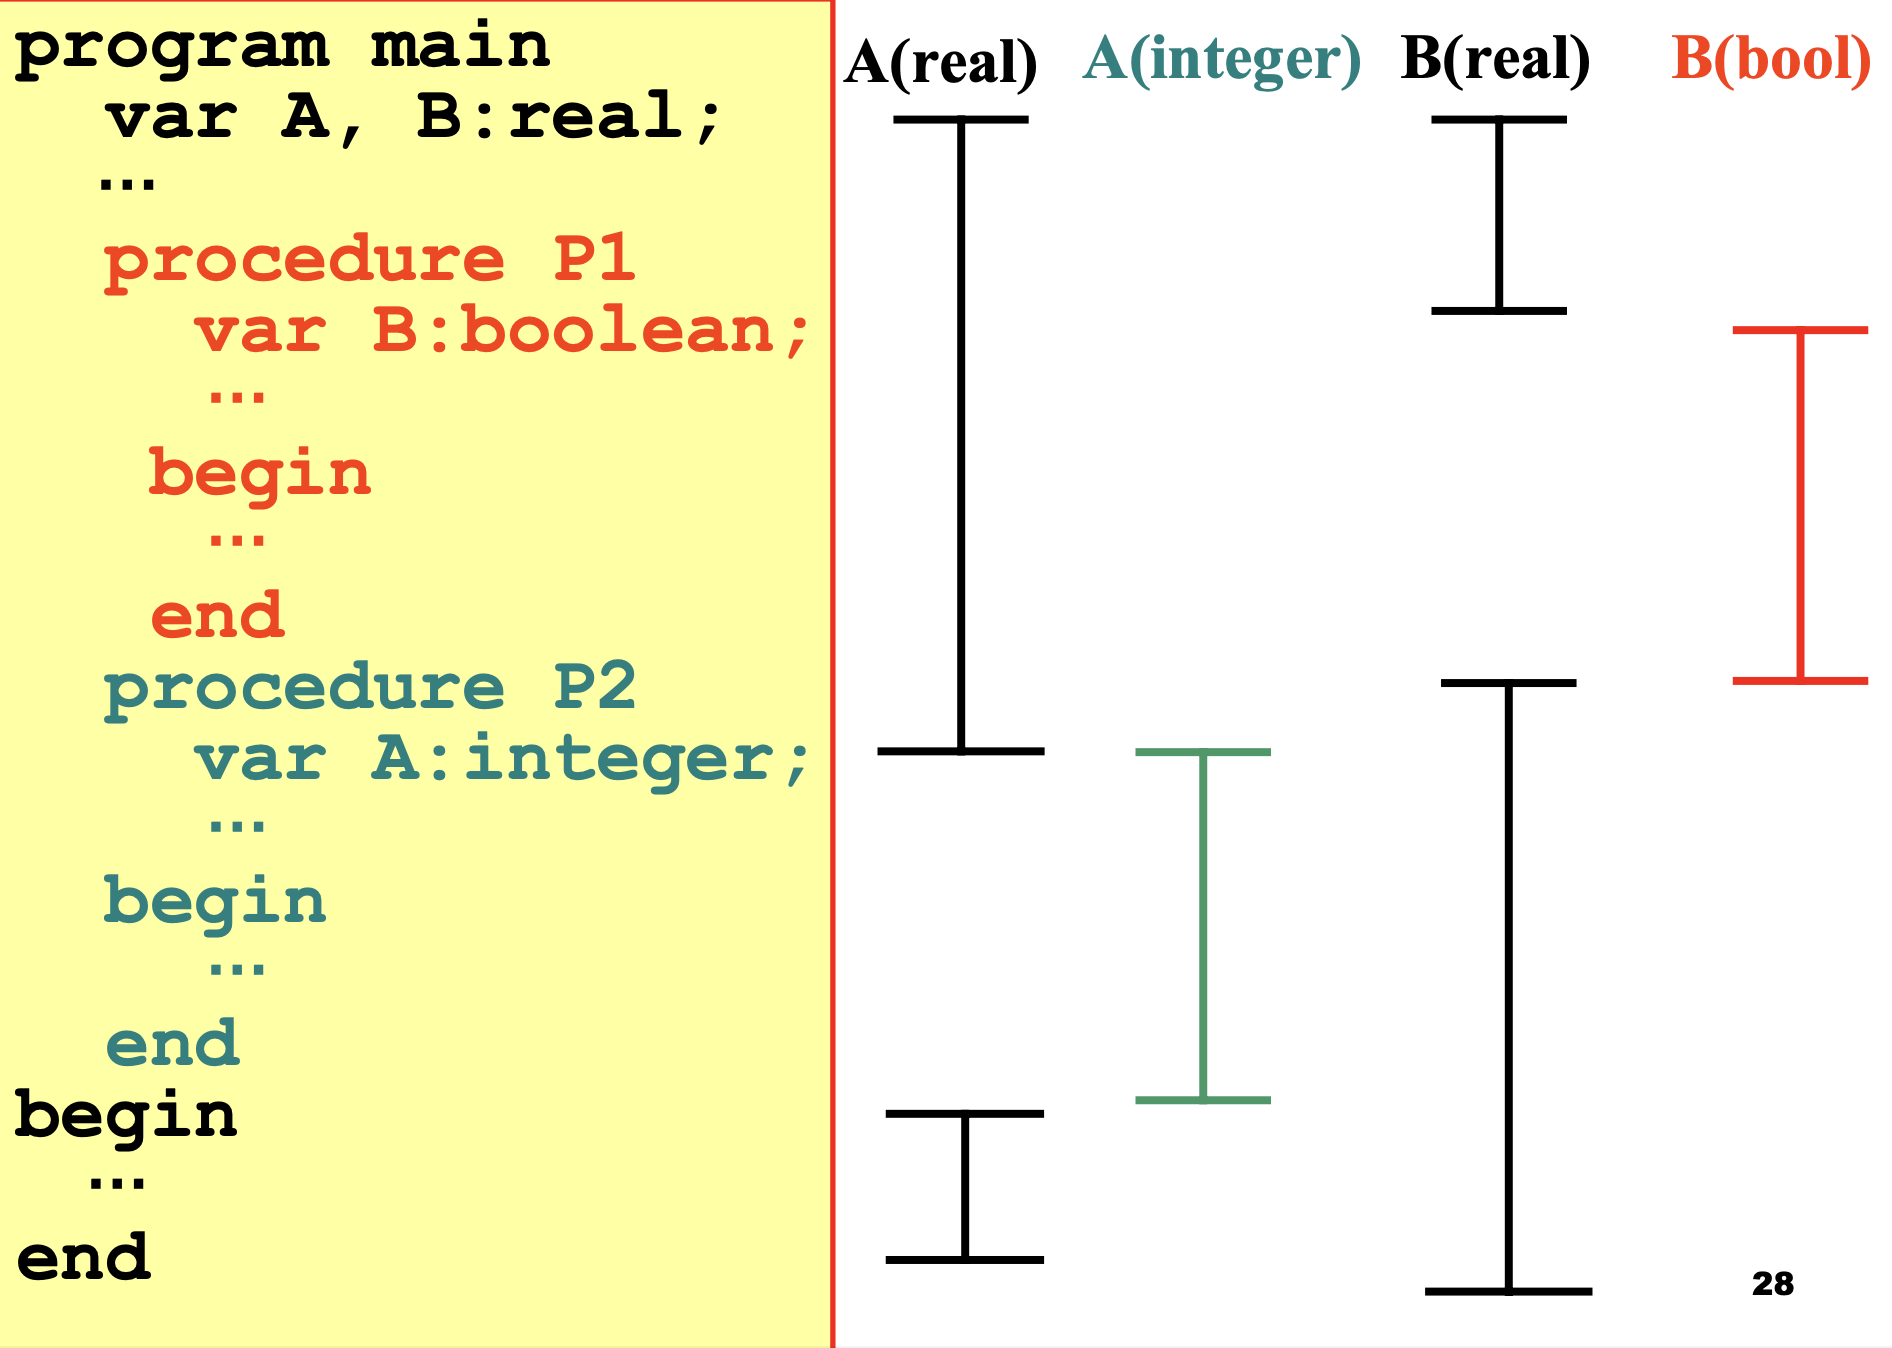 program main
var A, B:real;
…
procedure P1
var B:boolean;
…
begin
…
end
procedure P2
var A:integer;
…
begin
…
end
begin
…
end
A(real) A(integer) B(real) B(bool)
28